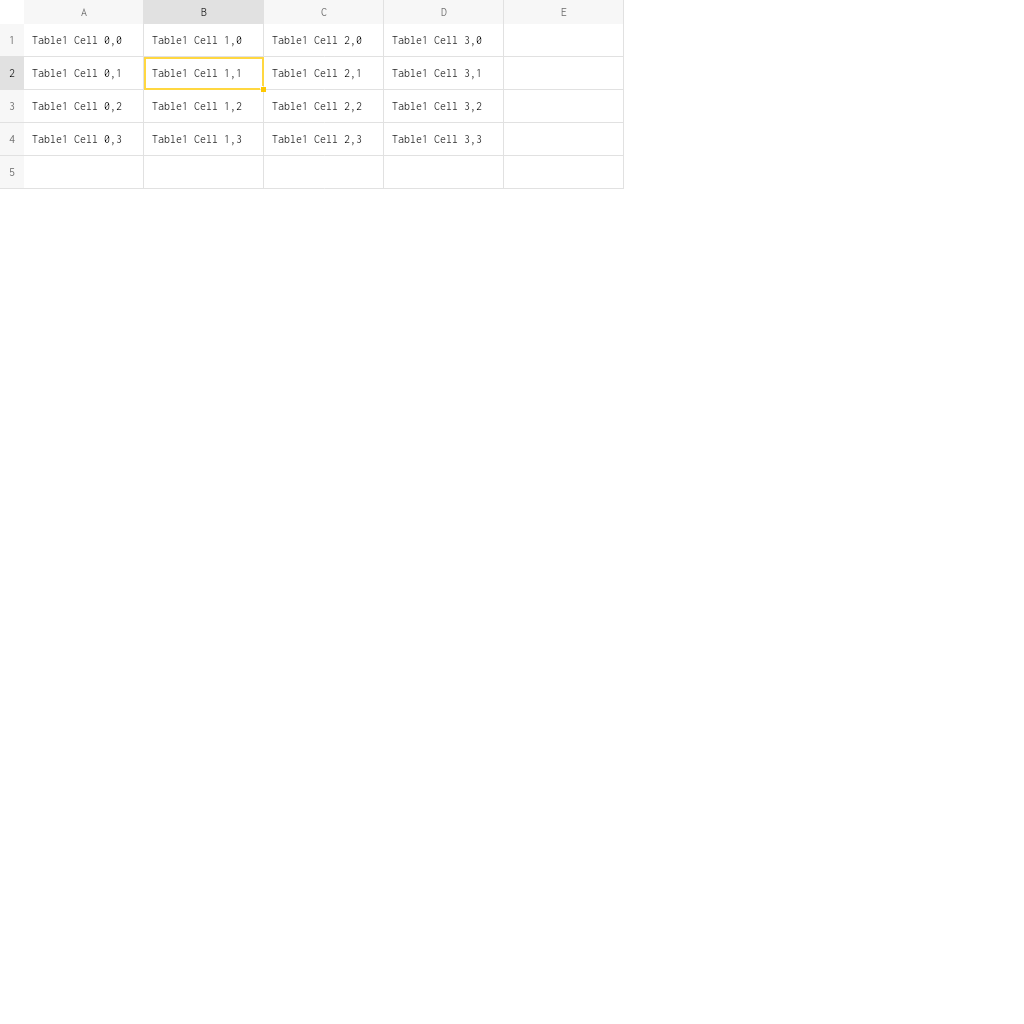 A B C D E
1 Table1 Cell 0,0 Table1 Cell 1,0 Table1 Cell 2,0 Table1 Cell 3,0
2 Table1 Cell 0,1 Table1 Cell 1,1 Table1 Cell 2,1 Table1 Cell 3,1
3 Table1 Cell 0,2 Table1 Cell 1,2 Table1 Cell 2,2 Table1 Cell 3,2
4 Table1 Cell 0,3 Table1 Cell 1,3 Table1 Cell 2,3 Table1 Cell 3,3
5